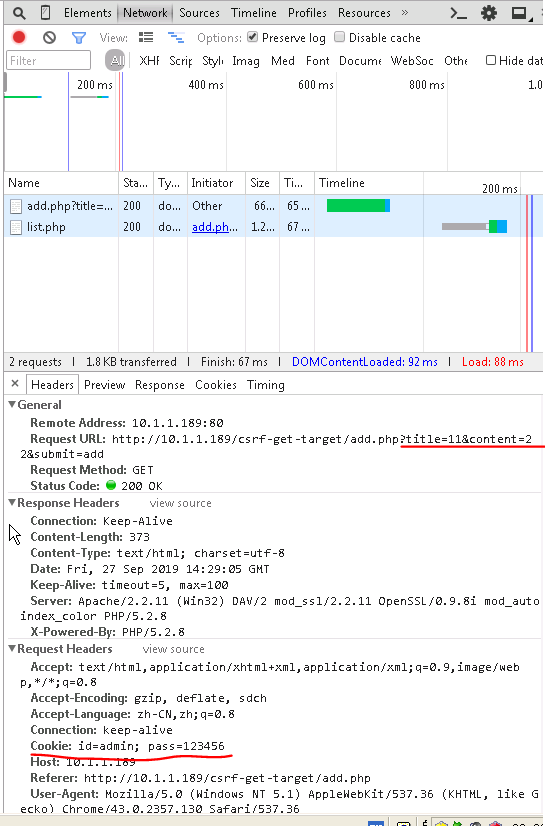 Elements Network Sources Timeline Profiles Resources »
View: Options: Preserve log Disable cache
Filter All XHF Scrip Style Imag Med Font Docume WebSoc Othe Hide dat
200 ms 400 ms 600 ms 800 ms 1.0
Name Sta... Ty... Initiator Size Ti... Timeline
200 ms
add.php?title=... 200 do... Other 66... 65...
list.php 200 do... add.ph... 1.2... 67...
2 requests | 1.8 KB transferred | Finish: 67 ms | DOMContentLoaded: 92 ms | Load: 88 ms
× Headers Preview Response Cookies Timing
▼General
Remote Address: 10.1.1.189:80
Request URL: http://10.1.1.189/csrf-get-target/add.php?title=11&content=2
2&submit=add
Request Method: GET
Status Code: 200 OK
▼Response Headers view source
Connection: Keep-Alive
Content-Length: 373
Content-Type: text/html; charset=utf-8
Date: Fri, 27 Sep 2019 14:29:05 GMT
Keep-Alive: timeout=5, max=100
Server: Apache/2.2.11 (Win32) DAV/2 mod_ssl/2.2.11 OpenSSL/0.9.8i mod_auto
index_color PHP/5.2.8
X-Powered-By: PHP/5.2.8
▼Request Headers view source
Accept: text/html,application/xhtml+xml,application/xml;q=0.9,image/web
p,*/*;q=0.8
Accept-Encoding: gzip, deflate, sdch
Accept-Language: zh-CN,zh;q=0.8
Connection: keep-alive
Cookie: id=admin; pass=123456
Host: 10.1.1.189
Referer: http://10.1.1.189/csrf-get-target/add.php
User-Agent: Mozilla/5.0 (Windows NT 5.1) AppleWebKit/537.36 (KHTML, like G
ecko) Chrome/43.0.2357.130 Safari/537.36